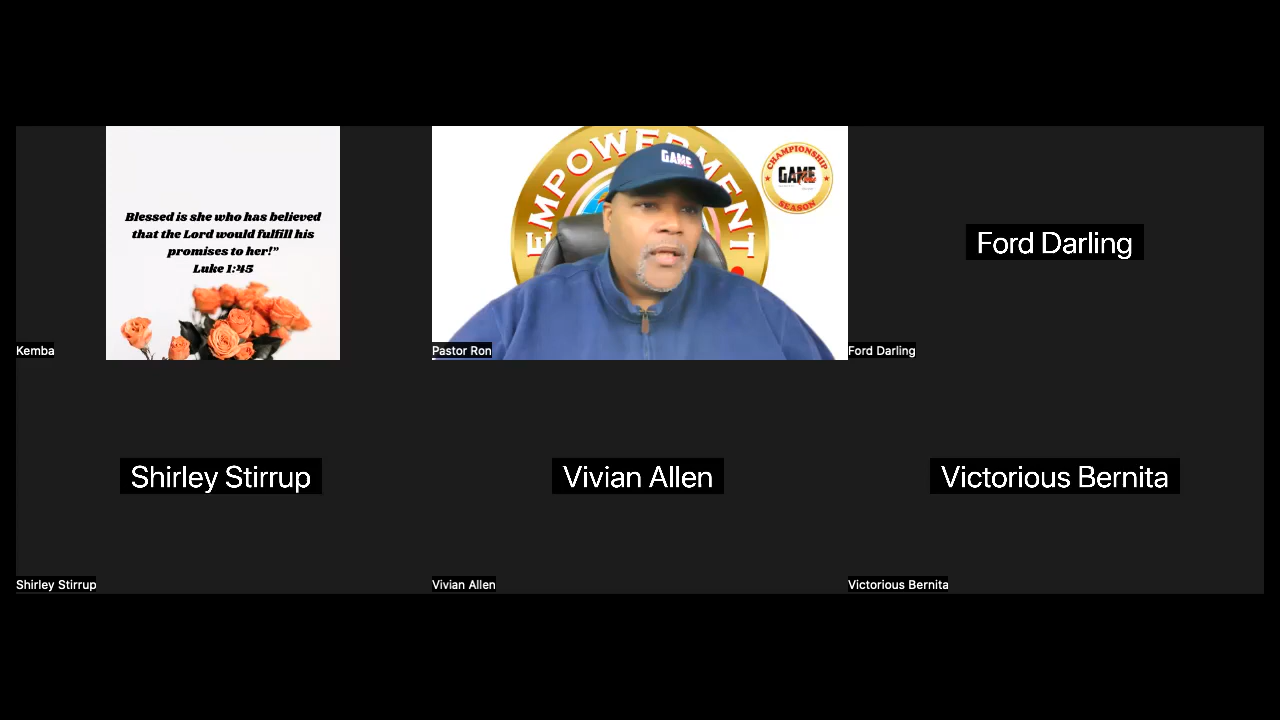 Blessed is she who has believed
that the Lord would fulfill his
promises to her!”
Luke 1:45
Kemba
EMPOWERMENT
GAME
CHAMPIONSHIP
GAME
SEASON
Pastor Ron
Ford Darling
Ford Darling
Shirley Stirrup
Shirley Stirrup
Vivian Allen
Vivian Allen
Victorious Bernita
Victorious Bernita